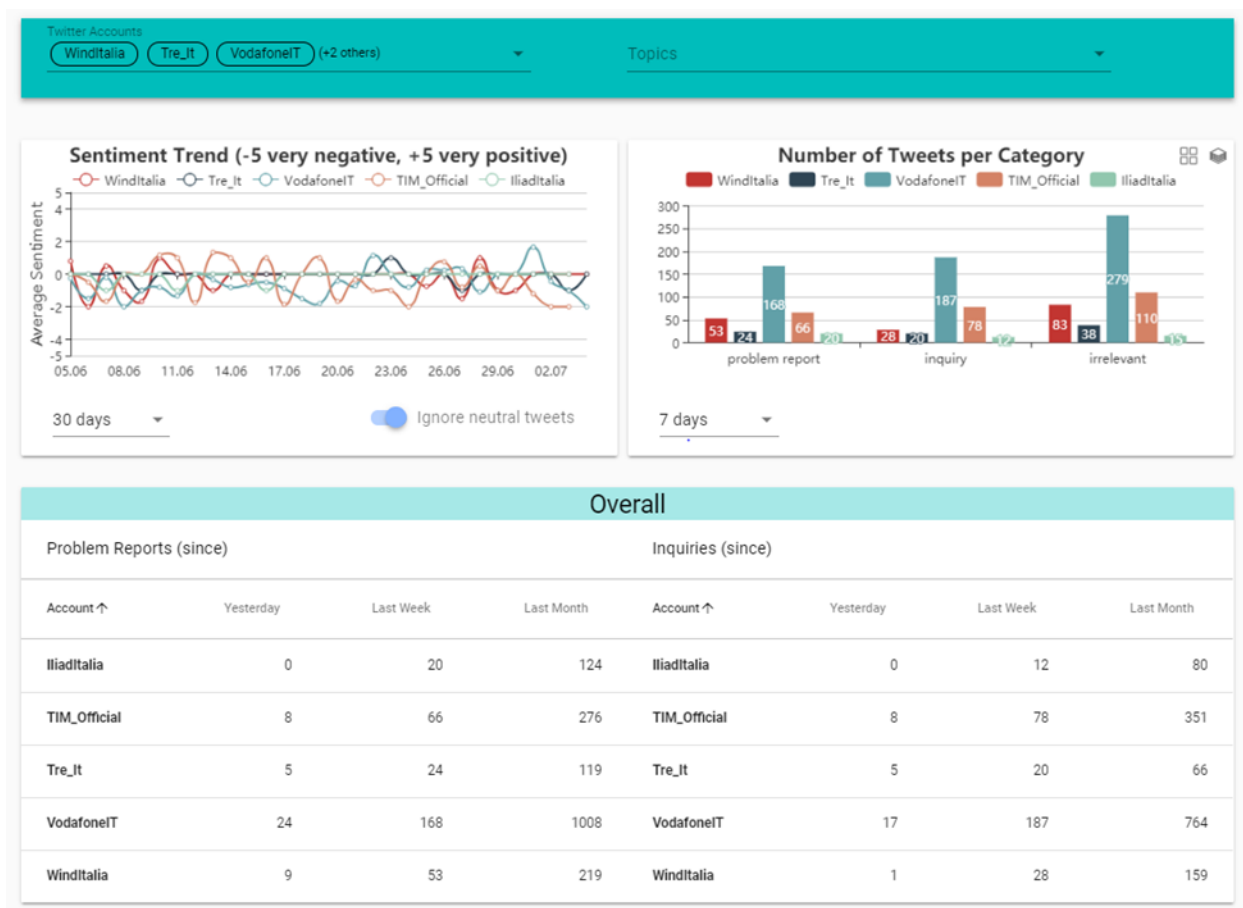 Twitter Accounts
WindItalia Tre_It VodafoneIT (+2 others)
Topics
Sentiment Trend (-5 very negative, +5 very positive)
WindItalia Tre_It VodafoneIT TIM_Official IliadItalia
Average Sentiment
5
4
2
0
-2
-4
-5
05.06 08.06 11.06 14.06 17.06 20.06 23.06 26.06 29.06 02.07
30 days
Ignore neutral tweets
Number of Tweets per Category
WindItalia Tre_It VodafoneIT TIM_Official IliadItalia
300
250
200
150
100
50
0
53 24 168 66 20
28 20 187 78 12
83 38 279 110 15
problem report inquiry irrelevant
7 days
Overall
Problem Reports (since) Inquiries (since)
Account Yesterday Last Week Last Month Account Yesterday Last Week Last Month
IliadItalia 0 20 124 IliadItalia 0 12 80
TIM_Official 8 66 276 TIM_Official 8 78 351
Tre_It 5 24 119 Tre_It 5 20 66
VodafoneIT 24 168 1008 VodafoneIT 17 187 764
WindItalia 9 53 219 WindItalia 1 28 159